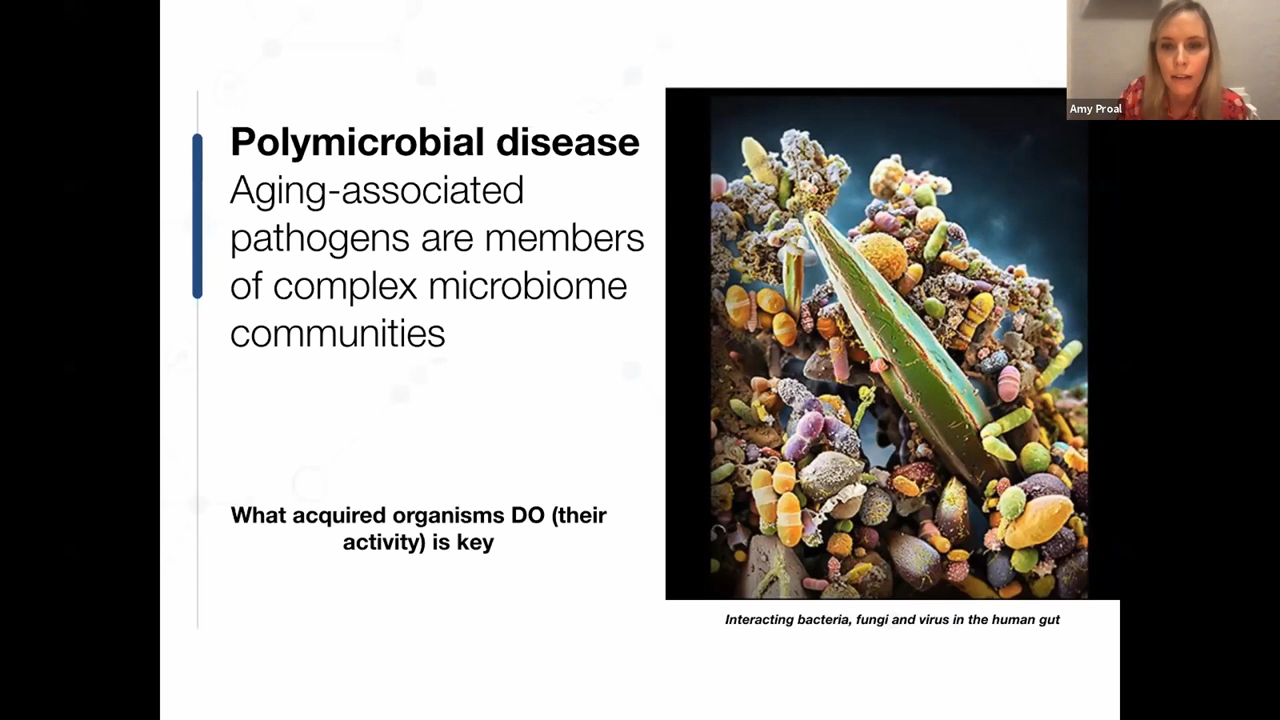 Amy Proal
Polymicrobial disease
Aging-associated
pathogens are members
of complex microbiome
communities
What acquired organisms DO (their
activity) is key
Interacting bacteria, fungi and virus in the human gut